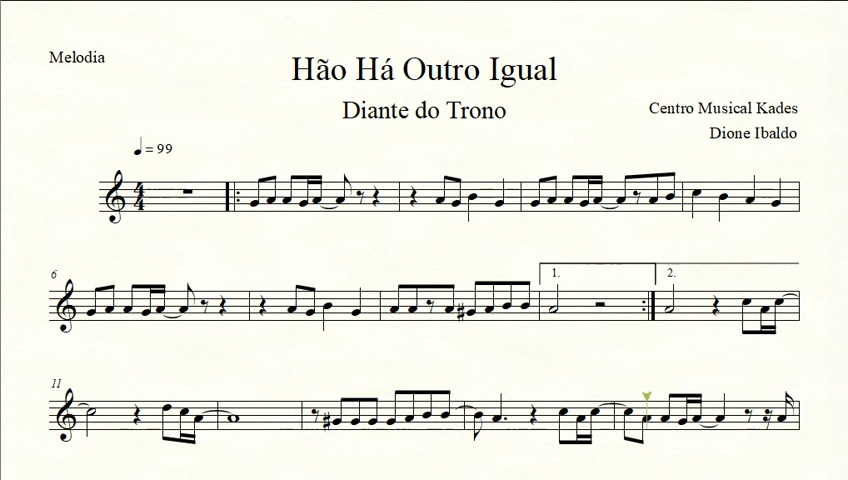 Melodia
Hão Há Outro Igual
Diante do Trono
Centro Musical Kades
Dione Ibaldo
= 99
4
4
6
1.
2.
11